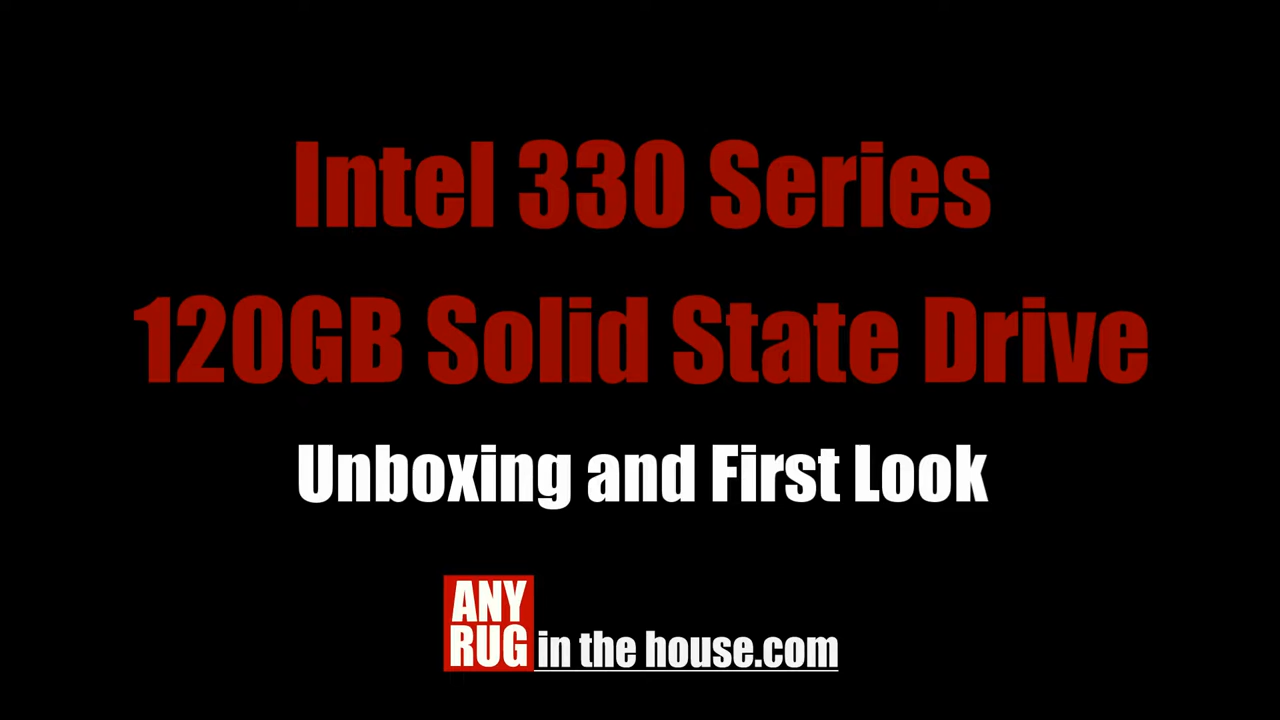 Intel 330 Series
120GB Solid State Drive
Unboxing and First Look
ANY
RUG in the house.com